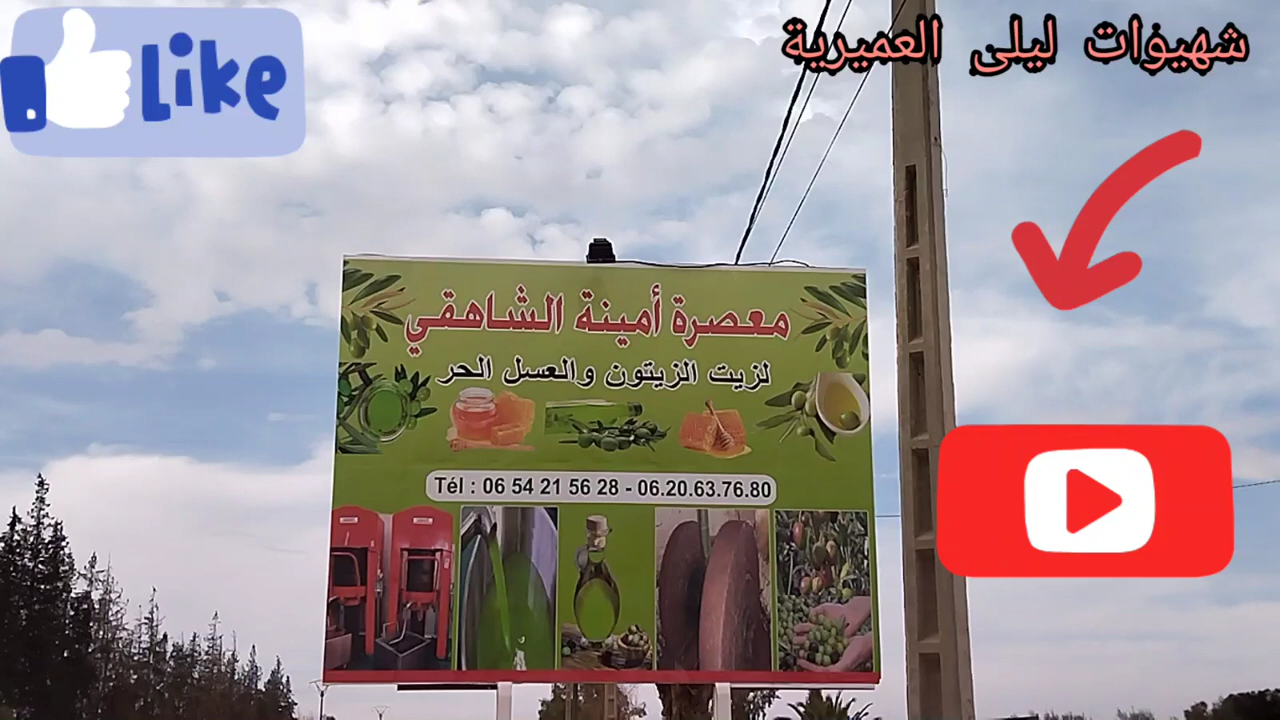 Like
شهيوات ليلى العميرية
معصرة أمينة الشاهقي
لزيت الزيتون والعسل الحر
Tél : 06 54 21 56 28 - 06.20.63.76.80